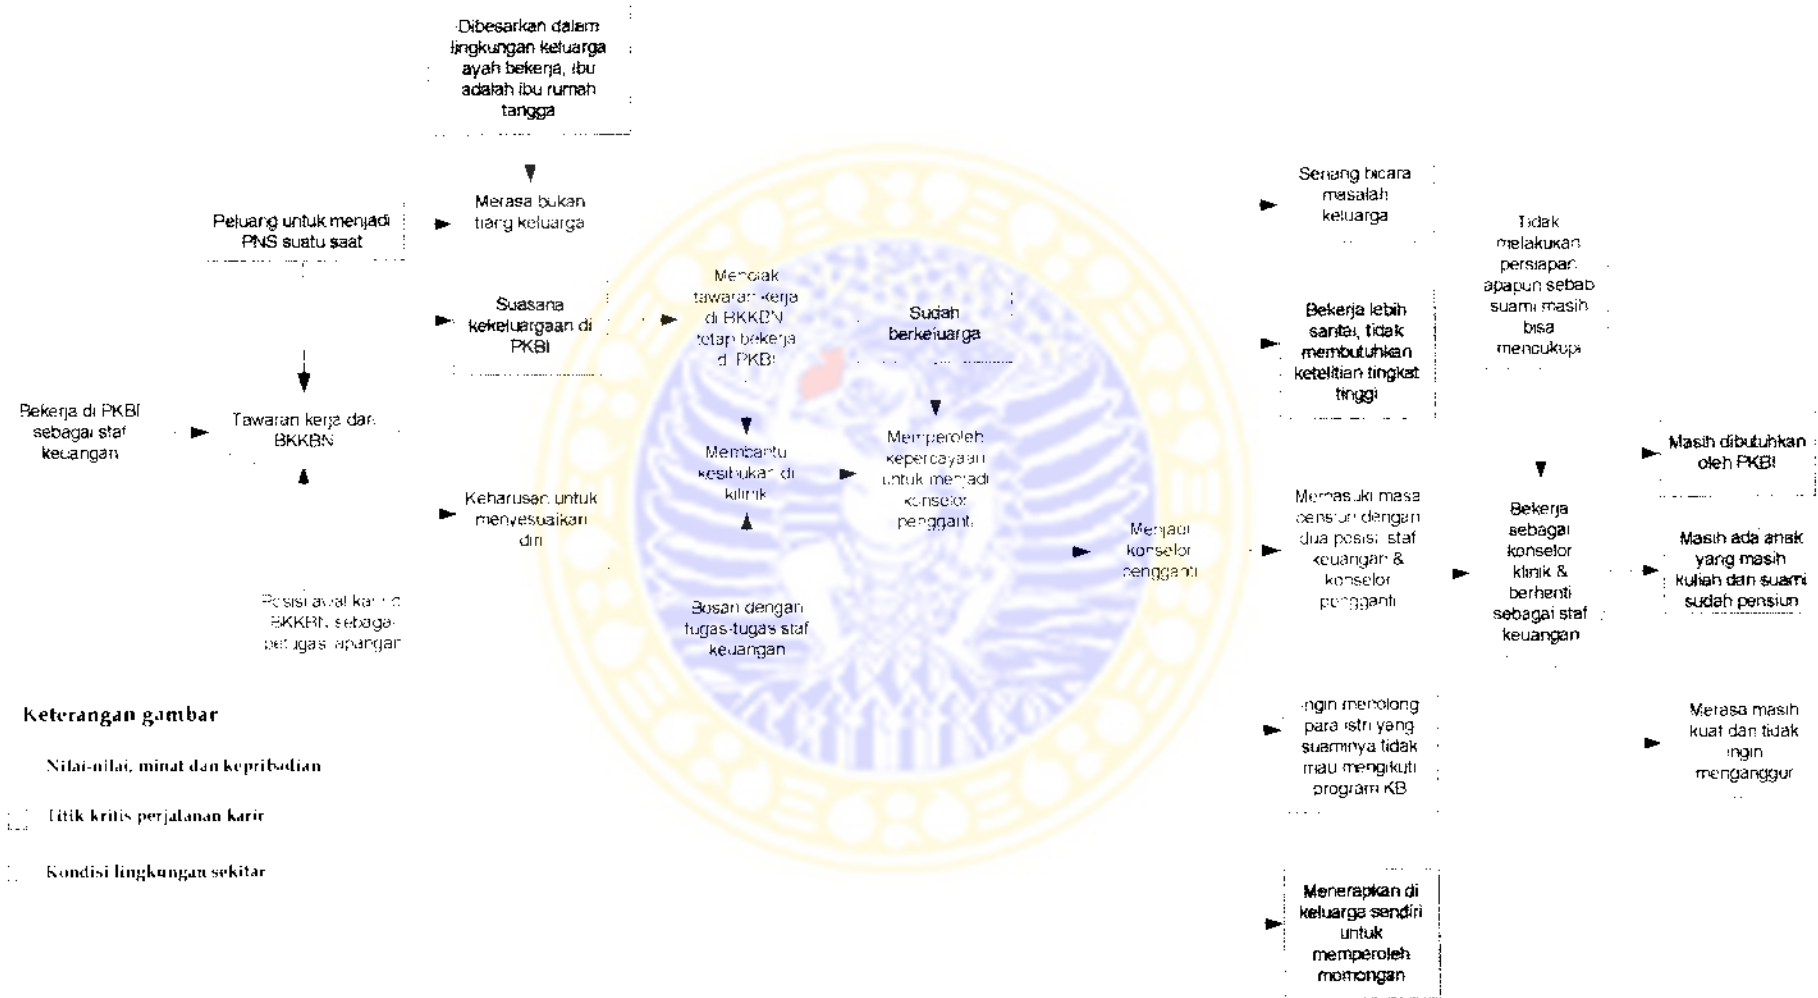 Dibesarkan dalam
lingkungan keluarga
ayah bekerja, ibu
adalah ibu rumah
tangga
Merasa bukan
tiang keluarga
Peluang untuk menjadi
PNS suatu saat
Suasana
kekeluargaan di
PKBI
Menolak
tawaran kerja
di BKKBN
tetap bekerja
di PKBI
Sudah
berkeluarga
Bekerja di PKBI
sebagai staf
keuangan
Tawaran kerja dari
BKKBN
Keharusan untuk
menyesuaikan
diri
Posisi awal
BKKBN sebagai
petugas lapangan
Membantu
kesibukan di
kilinik
Memperoleh
kepercayaan
untuk menjadi
konselor
pengganti
Bosan dengan
tugas-tugas staf
keuangan
Menjadi
konselor
pengganti
Senang bicara
masalah
keluarga
Bekerja lebih
santai, tidak
membutuhkan
ketelitian tingkat
tinggi
Memasuki masa
pensiun dengan
dua posisi staf
keuangan &
konselor
pengganti
Ingin menolong
para istri yang
suaminya tidak
mau mengikuti
program KB
Menerapkan di
keluarga sendiri
untuk
memperoleh
momongan
Tidak
melakukan
persiapan
apapun sebab
suami masih
bisa
mencukupi
Bekerja
sebagai
konselor
klinik &
berhenti
sebagai staf
keuangan
Masih dibutuhkan
oleh PKBI
Masih ada anak
yang masih
kuliah dan suami
sudah pensiun
Merasa masih
kuat dan tidak
ingin
menganggur
Keterangan gambar
Nilai-nilai, minat dan kepribadian
Titik kritis perjalanan karir
Kondisi lingkungan sekitar